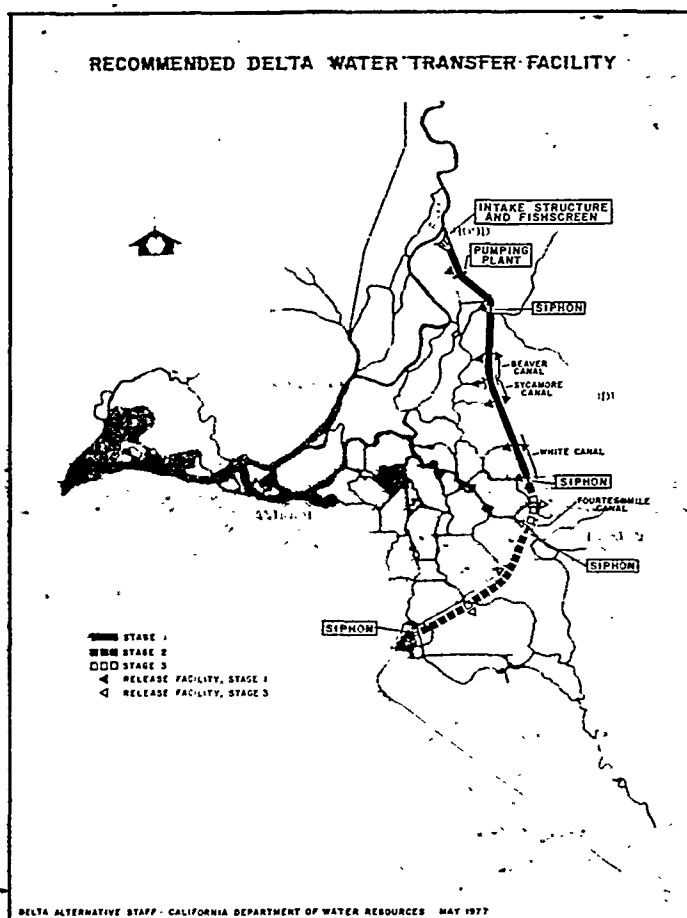 RECOMMENDED DELTA WATER TRANSFER FACILITY
INTAKE STRUCTURE
AND FISHSCREEN
PUMPING
PLANT
SIPHON
BEAVER
CANAL
SYCAMORE
CANAL
WHITE CANAL
SIPHON
CANAL
SIPHON
SIPHON
STAGE 1
STAGE 2
STAGE 3
RELEASE FACILITY, STAGE 1
RELEASE FACILITY, STAGE 3
DELTA ALTERNATIVE STAFF - CALIFORNIA DEPARTMENT OF WATER RESOURCES MAY 1977